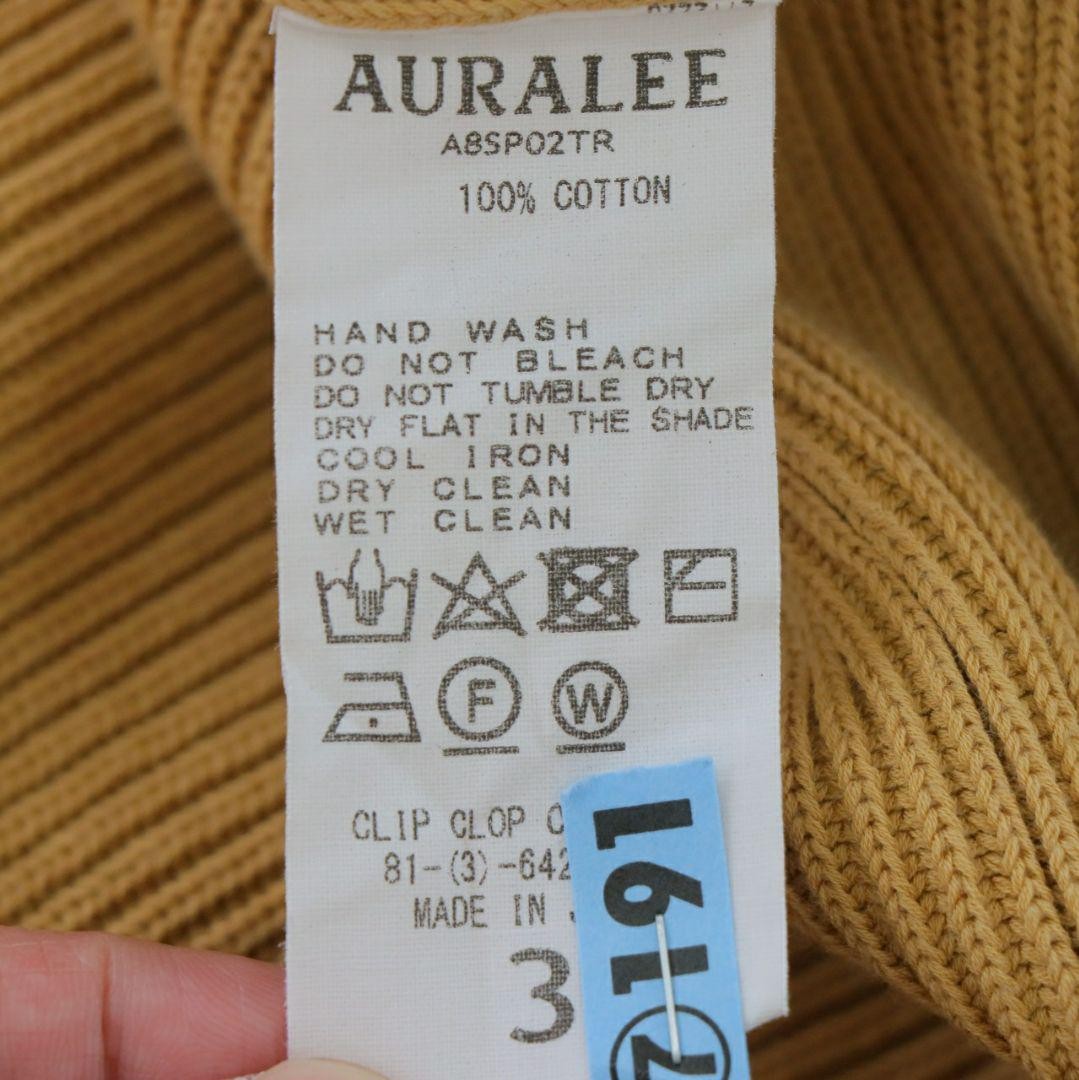 AURALEE
A8SP02TR
100% COTTON
HAND WASH
DO NOT BLEACH
DO NOT TUMBLE DRY
DRY FLAT IN THE SHADE
COOL IRON
DRY CLEAN
WET CLEAN
F W
CLIP CLOP
81-(3)-642
MADE IN
3